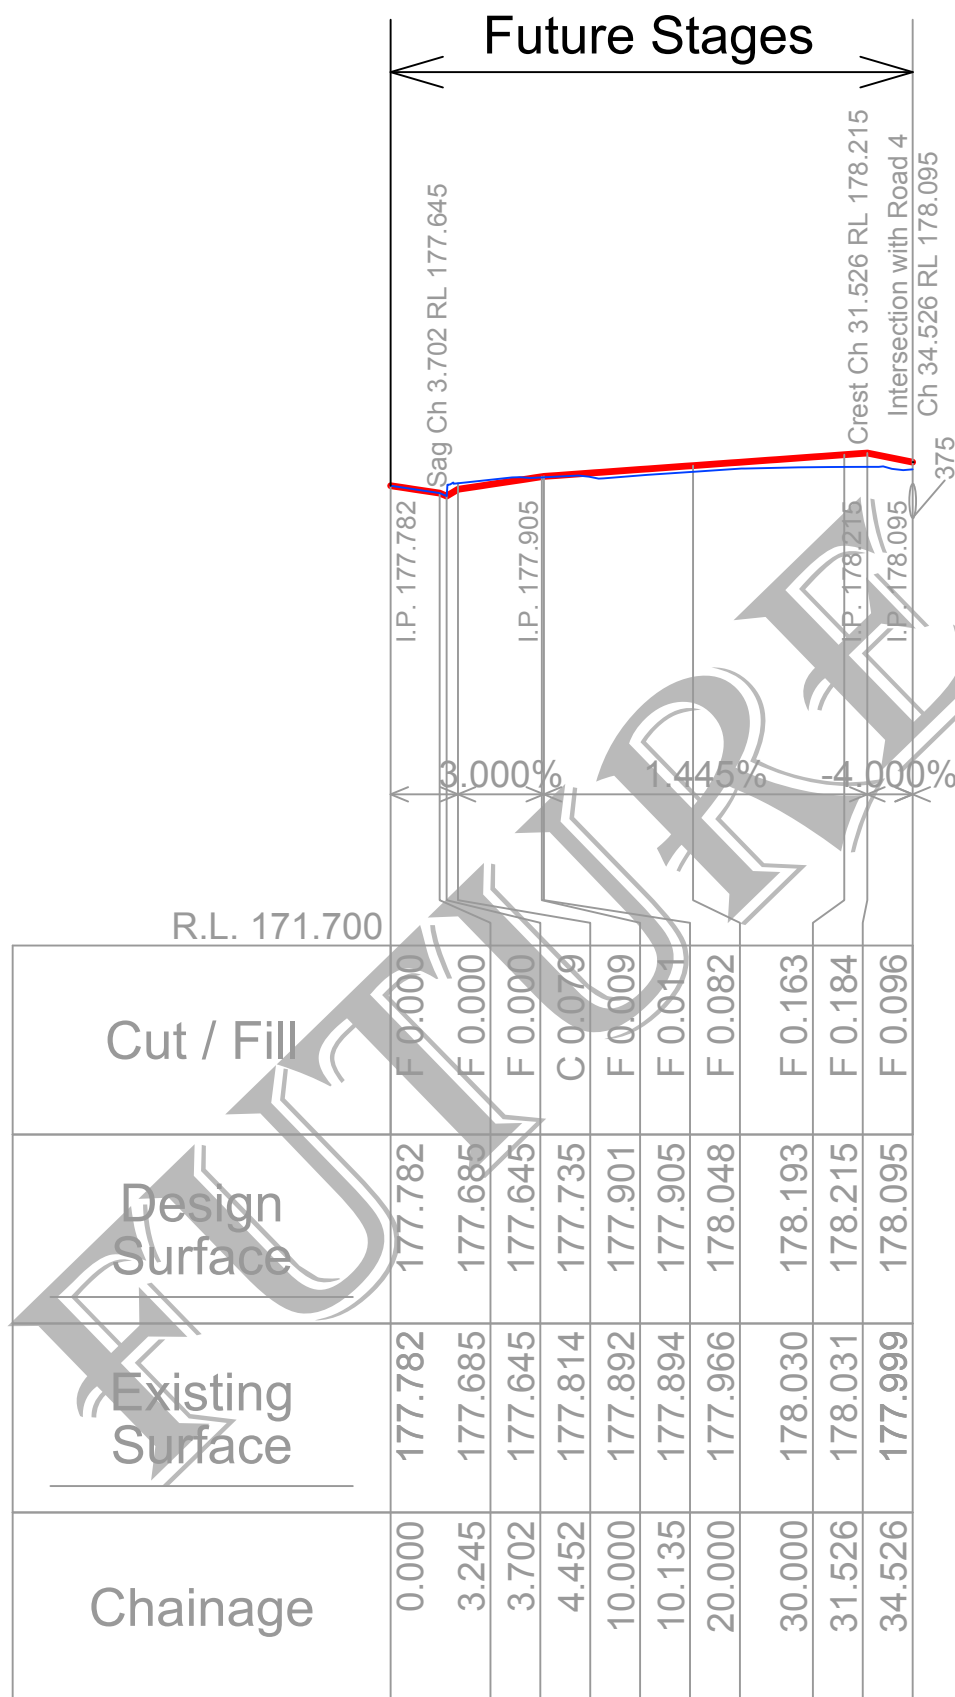 Future Stages
Sag Ch 3.702 RL 177.645
Crest Ch 31.526 RL 178.215
Intersection with Road 4
Ch 34.526 RL 178.095
375
I.P. 177.782
I.P. 177.905
I.P. 178.215
I.P. 178.095
3.000%
1.445%
-4.000%
FUTURE
R.L. 171.700
Cut / Fill
F 0.000
F 0.000
F 0.000
C 0.079
F 0.009
F 0.011
F 0.082
F 0.163
F 0.184
F 0.096
Design
Surface
177.782
177.685
177.645
177.735
177.901
177.905
178.048
178.193
178.215
178.095
Existing
Surface
177.782
177.685
177.645
177.814
177.892
177.894
177.966
178.030
178.031
177.999
Chainage
0.000
3.245
3.702
4.452
10.000
10.135
20.000
30.000
31.526
34.526